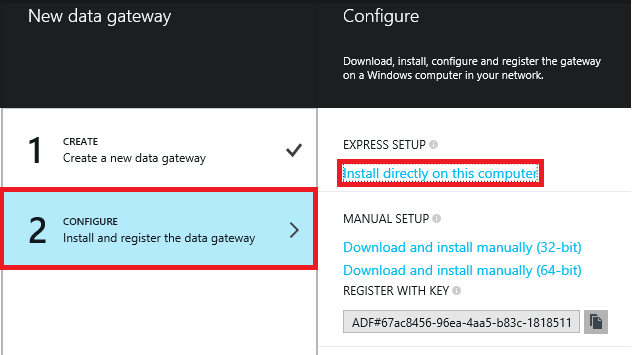 New data gateway
1
CREATE
Create a new data gateway
2
CONFIGURE
Install and register the data gateway
Configure
Download, install, configure and register the gateway
on a Windows computer in your network.
EXPRESS SETUP
Install directly on this computer
MANUAL SETUP
Download and install manually (32-bit)
Download and install manually (64-bit)
REGISTER WITH KEY
ADF#67ac8456-96ea-4aa5-b83c-1818511